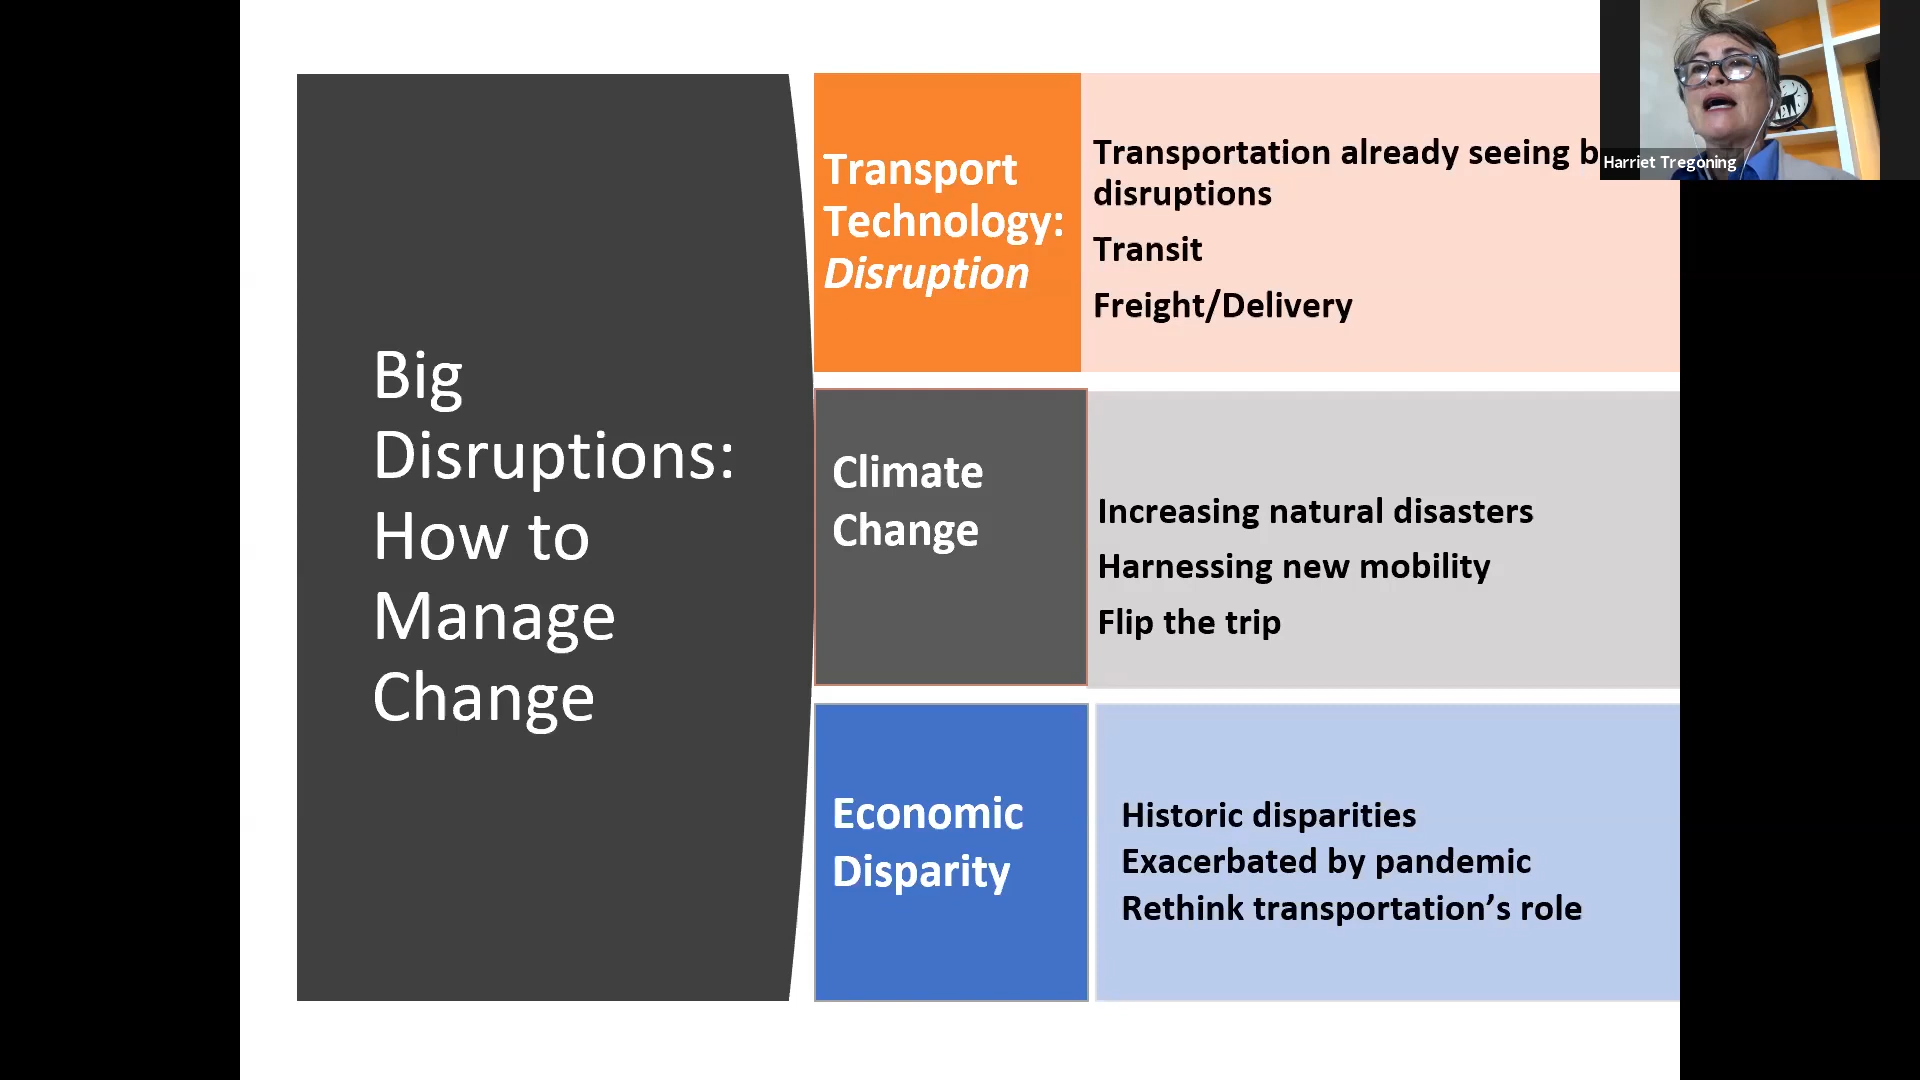 Big
Disruptions:
How to
Manage
Change
Transport
Technology:
Disruption
Transportation already seeing b
disruptions
Transit
Freight/Delivery
Climate
Change
Increasing natural disasters
Harnessing new mobility
Flip the trip
Economic
Disparity
Historic disparities
Exacerbated by pandemic
Rethink transportation’s role
Harriet Tregoning